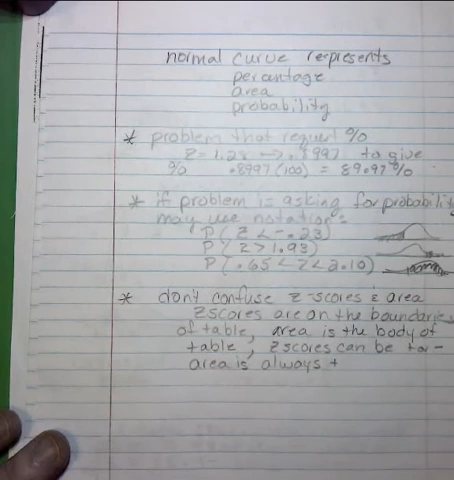 normal curve represents
percentage
area
probability
* problem that request %
z= 1.28 → .8997 to give
% .8997 (100) = 89.97%
* if problem is asking for probability
may use notation:
P( Z < -.23)
P( Z > 1.93)
P( .65 < Z < 2.10)
* don't confuse z-scores & area
z scores are on the boundaries
of table, area is the body of
table, z scores can be + or -
area is always +